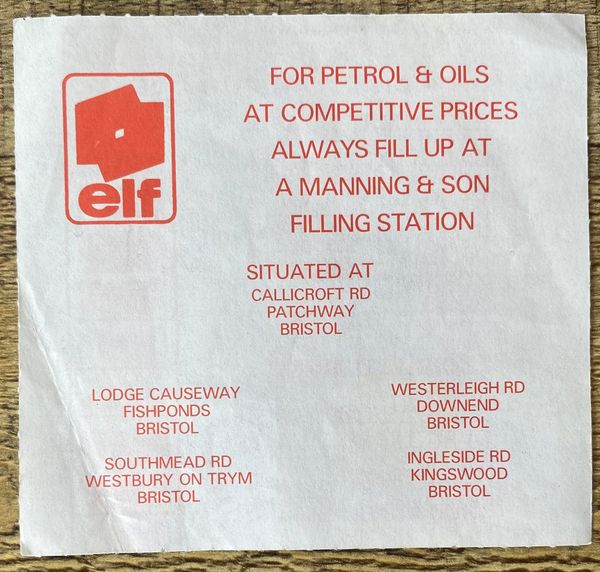 elf
FOR PETROL & OILS
AT COMPETITIVE PRICES
ALWAYS FILL UP AT
A MANNING & SON
FILLING STATION
SITUATED AT
CALLICROFT RD
PATCHWAY
BRISTOL
LODGE CAUSEWAY
FISHPONDS
BRISTOL
WESTERLEIGH RD
DOWNEND
BRISTOL
SOUTHMEAD RD
WESTBURY ON TRYM
BRISTOL
INGLESIDE RD
KINGSWOOD
BRISTOL